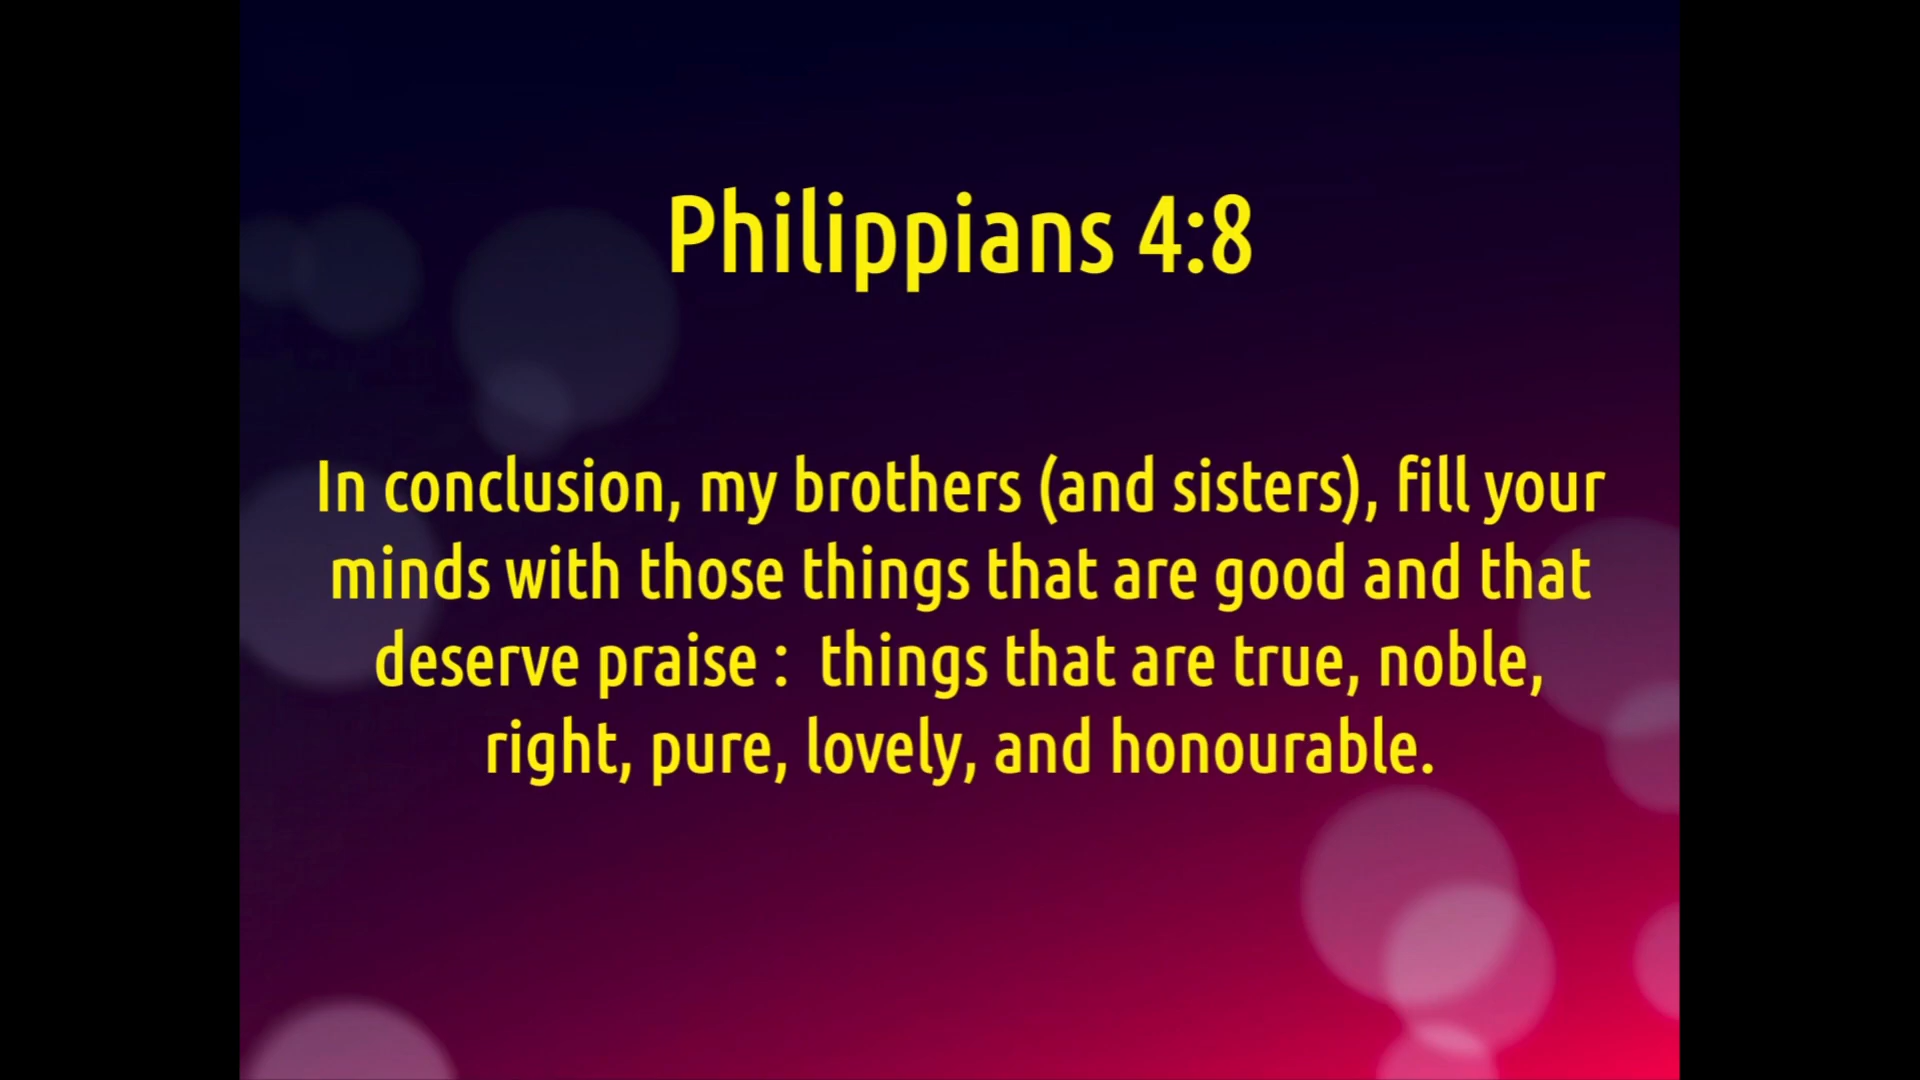 Philippians 4:8
In conclusion, my brothers (and sisters), fill your
minds with those things that are good and that
deserve praise :  things that are true, noble,
right, pure, lovely, and honourable.